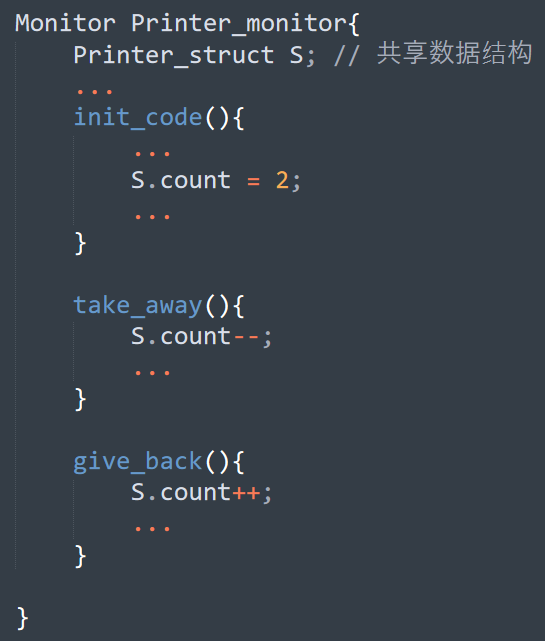 Monitor Printer_monitor{
Printer_struct S; // 共享数据结构
...
init_code(){
...
S.count = 2;
...
}
take_away(){
S.count--;
...
}
give_back(){
S.count++;
...
}
}